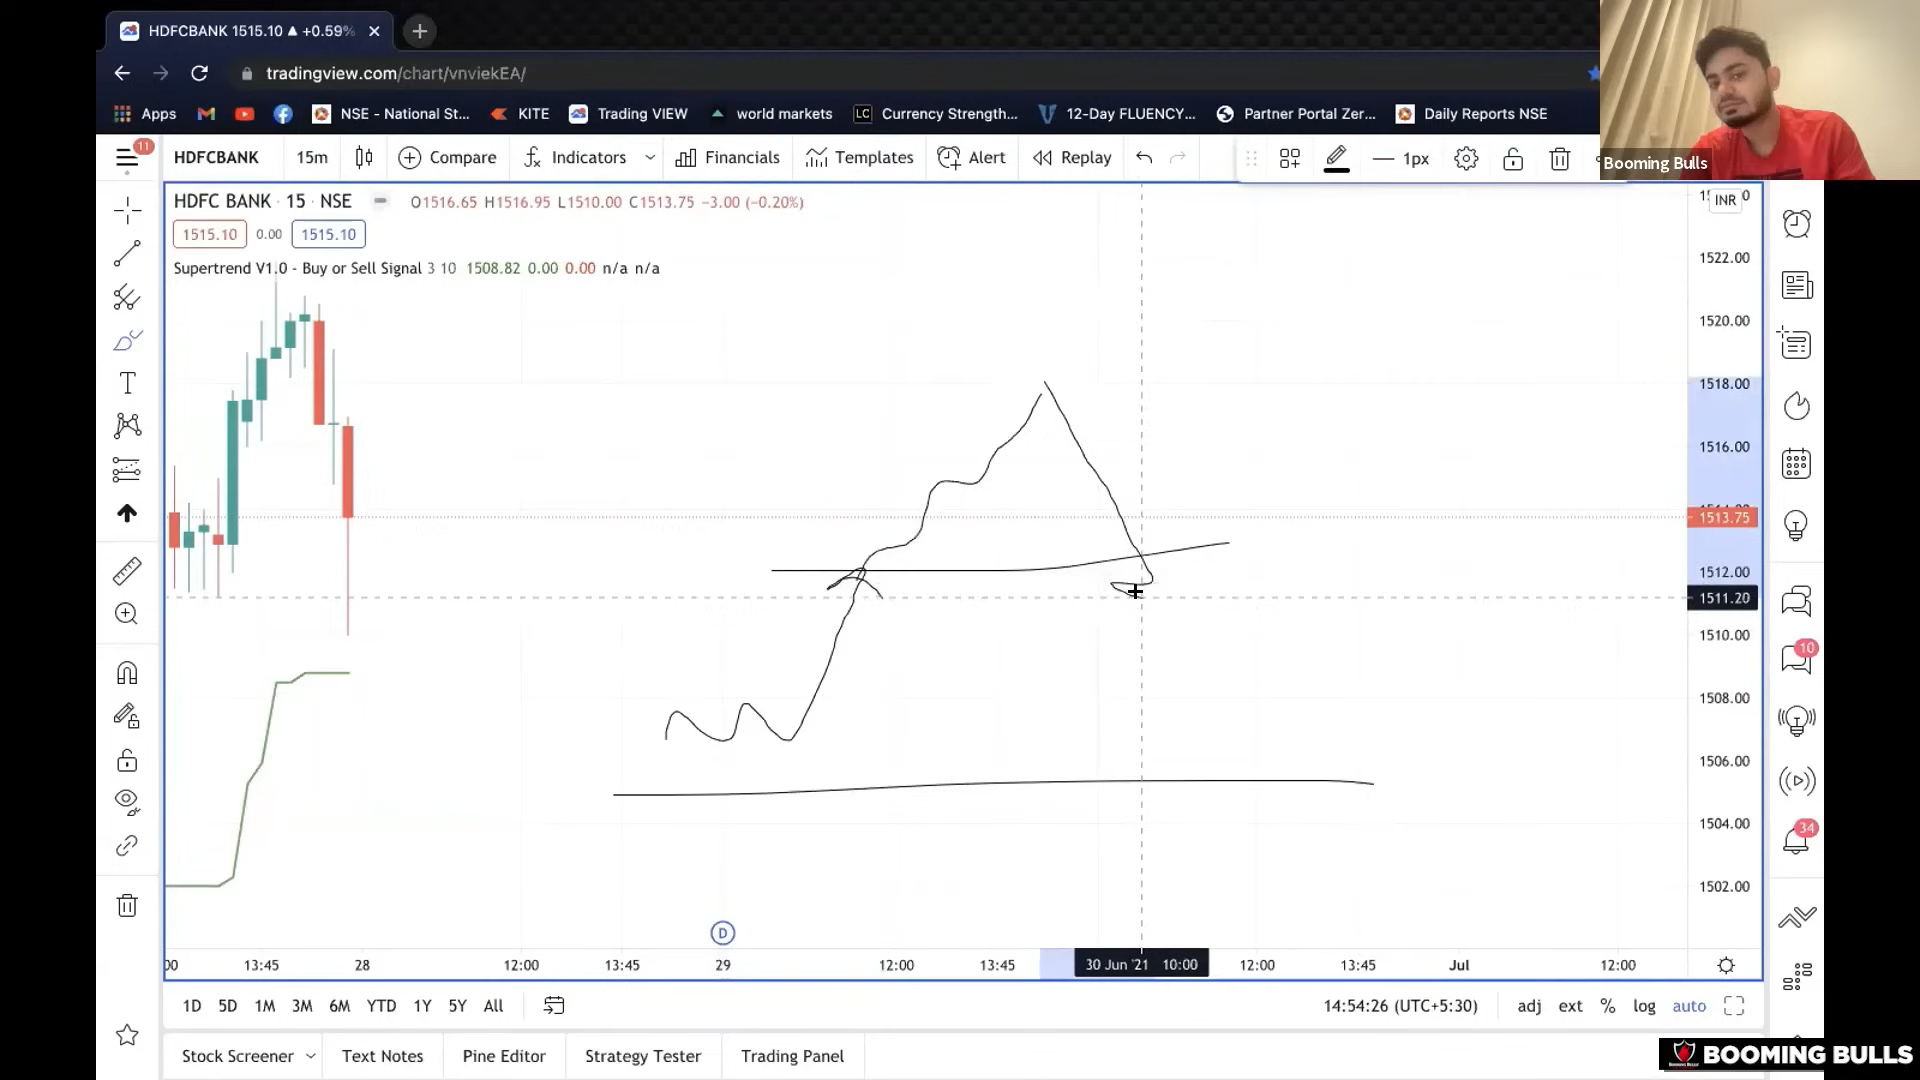 HDFCBANK 1515.10 ▲ +0.59%
tradingview.com/chart/vnviekEA/
Apps NSE - National St... KITE Trading VIEW world markets LC Currency Strength... 12-Day FLUENCY... Partner Portal Zer... Daily Reports NSE
11
HDFCBANK 15m Compare Indicators Financials Templates Alert Replay 1px
Booming Bulls
HDFC BANK · 15 · NSE O1516.65 H1516.95 L1510.00 C1513.75 −3.00 (−0.20%)
INR
1515.10 0.00 1515.10
Supertrend V1.0 - Buy or Sell Signal 3 10 1508.82 0.00 0.00 n/a n/a
1522.00
1520.00
1518.00
1516.00
1513.75
1512.00
1511.20
1510.00
1508.00
1506.00
1504.00
1502.00
10
34
D
13:45 28 12:00 13:45 29 12:00 13:45 30 Jun '21 10:00 12:00 13:45 Jul 12:00
1D 5D 1M 3M 6M YTD 1Y 5Y All 14:54:26 (UTC+5:30) adj ext % log auto
Stock Screener Text Notes Pine Editor Strategy Tester Trading Panel
BOOMING BULLS